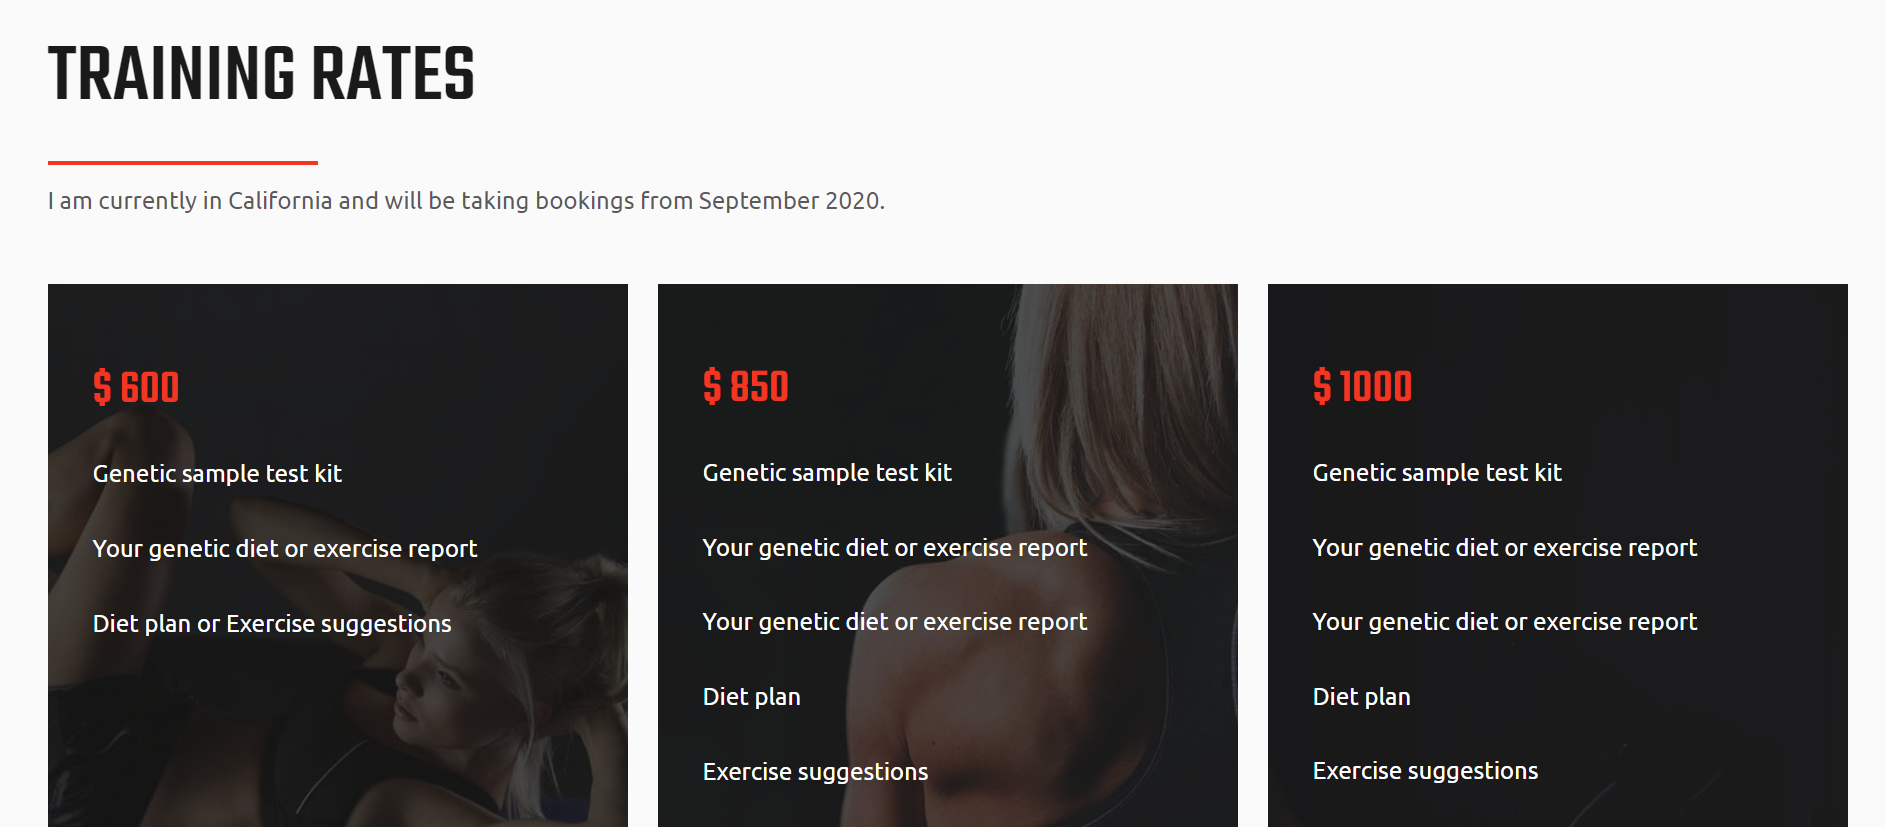 TRAINING RATES
I am currently in California and will be taking bookings from September 2020.
$ 600
Genetic sample test kit
Your genetic diet or exercise report
Diet plan or Exercise suggestions
$ 850
Genetic sample test kit
Your genetic diet or exercise report
Your genetic diet or exercise report
Diet plan
Exercise suggestions
$ 1000
Genetic sample test kit
Your genetic diet or exercise report
Your genetic diet or exercise report
Diet plan
Exercise suggestions